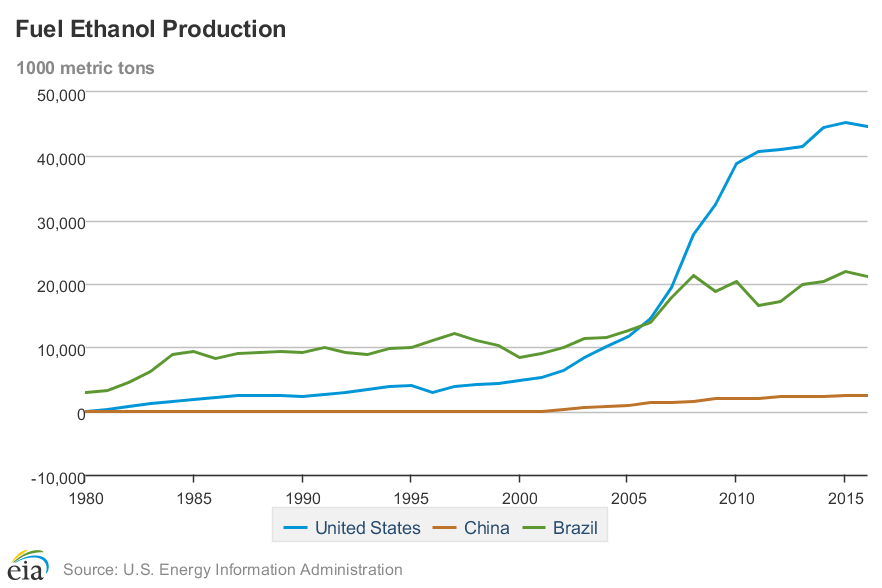 Fuel Ethanol Production
1000 metric tons
50,000
40,000
30,000
20,000
10,000
0
-10,000
1980 1985 1990 1995 2000 2005 2010 2015
United States China Brazil
eia Source: U.S. Energy Information Administration